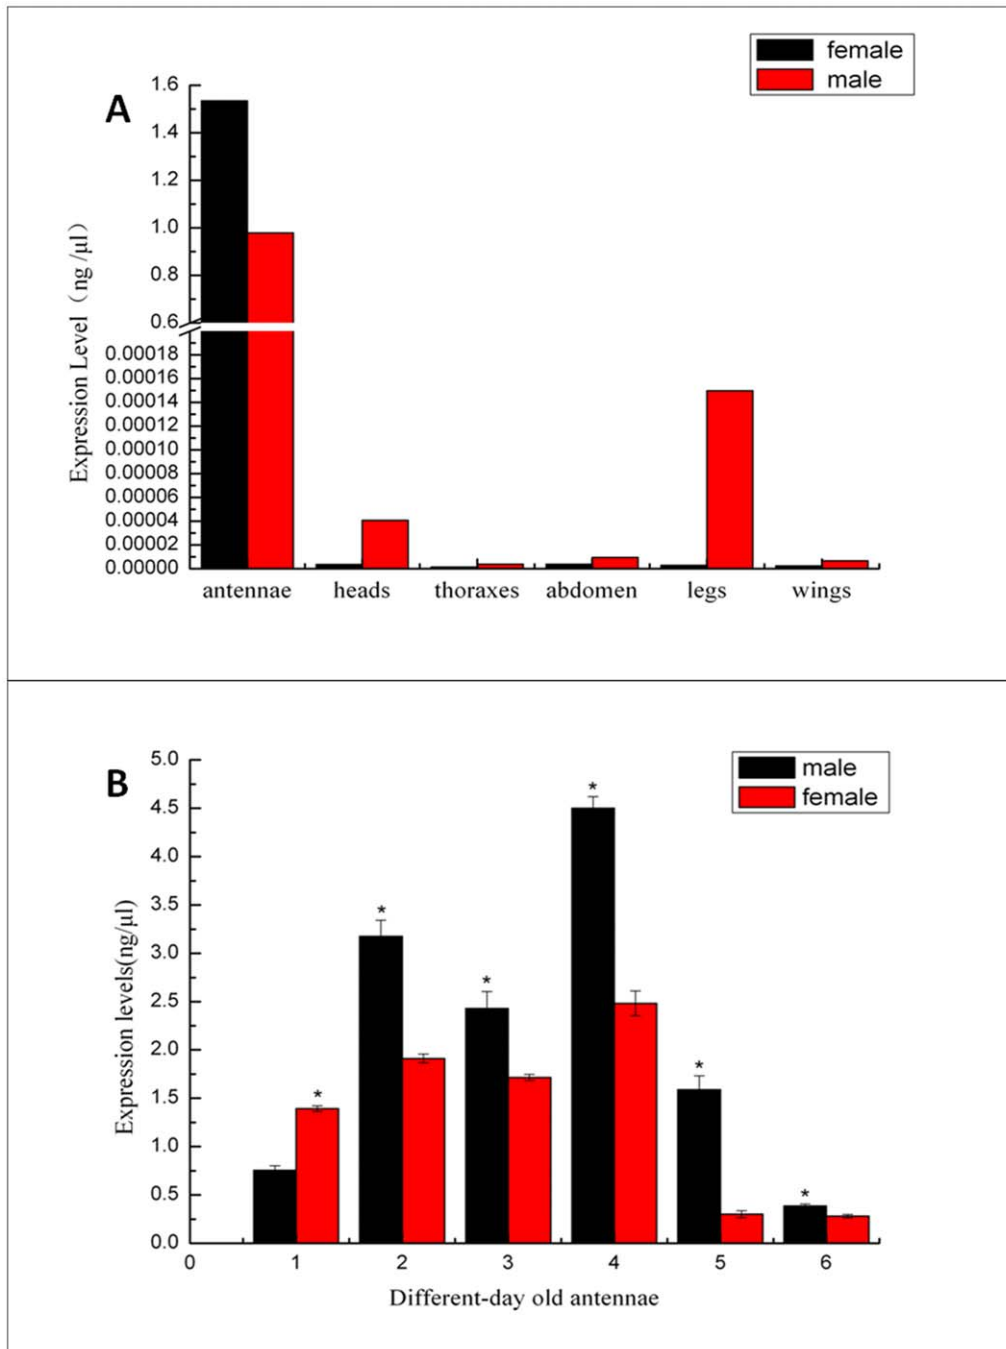 female
male
A
1.6
1.4
1.2
1.0
0.8
0.6
0.00018
0.00016
0.00014
0.00012
0.00010
0.00008
0.00006
0.00004
0.00002
0.00000
Expression Level（ng /µl）
antennae heads thoraxes abdomen legs wings
male
female
B
5.0
4.5
4.0
3.5
3.0
2.5
2.0
1.5
1.0
0.5
0.0
Expression levels(ng/µl)
* * * * * *
0 1 2 3 4 5 6
Different-day old antennae